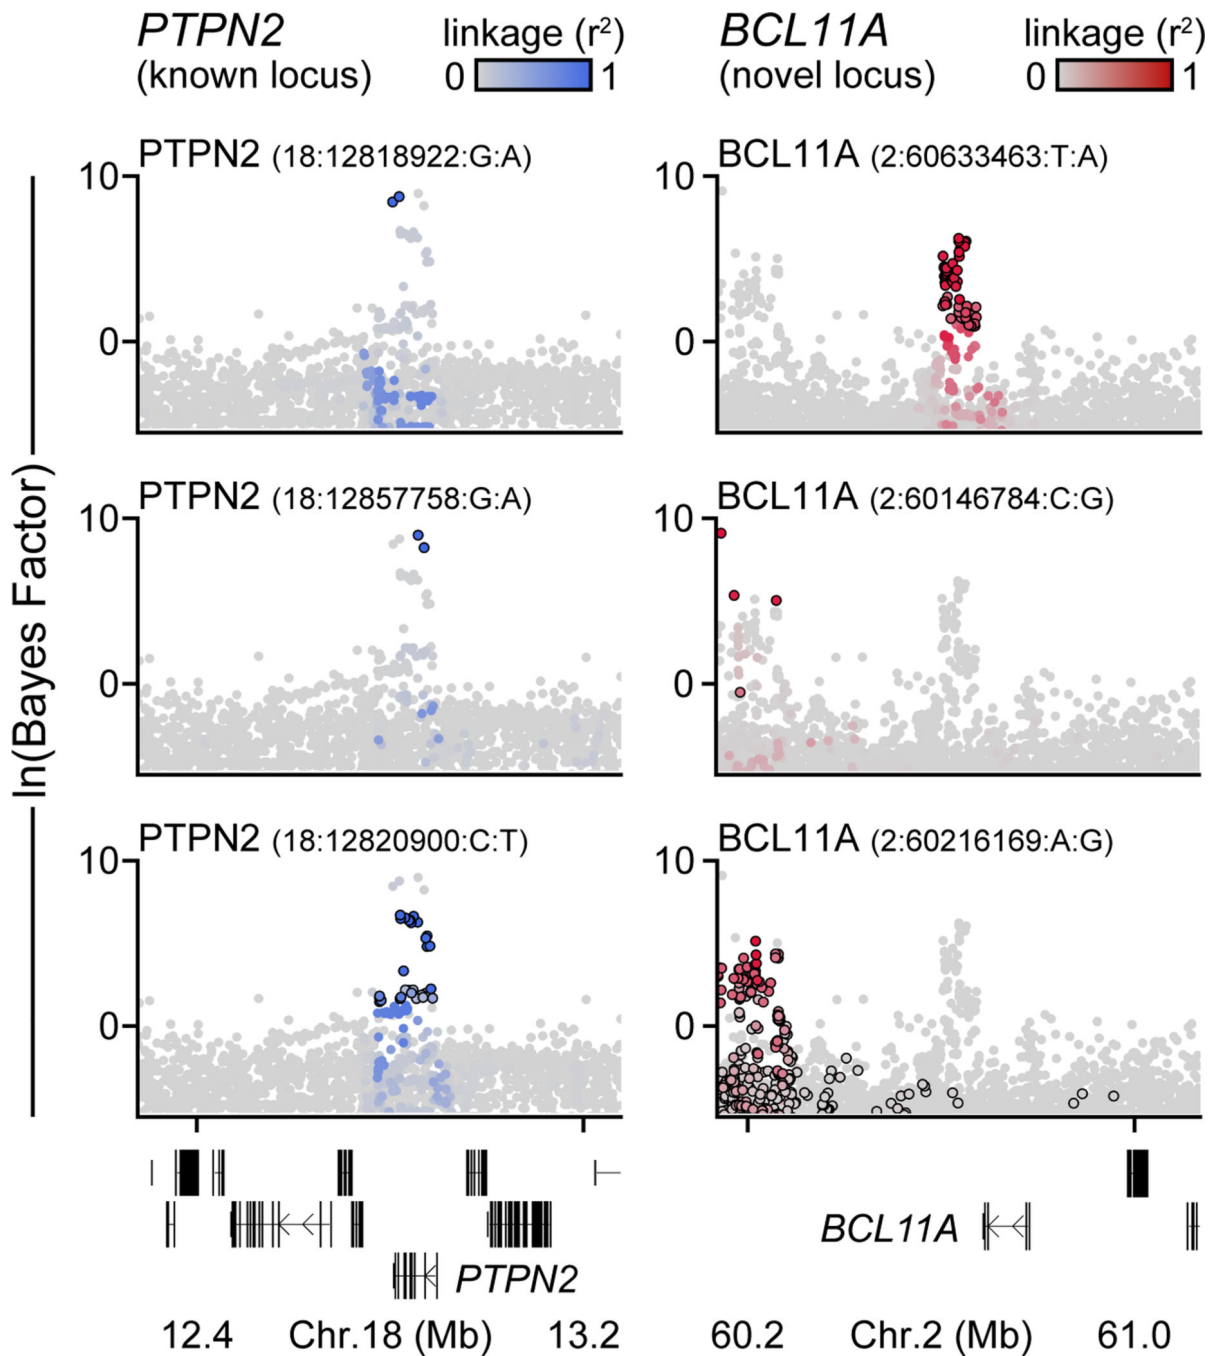 PTPN2 linkage (r²) BCL11A linkage (r²)
(known locus) 0 1 (novel locus) 0 1
PTPN2 (18:12818922:G:A) BCL11A (2:60633463:T:A)
10 10
0 0
PTPN2 (18:12857758:G:A) BCL11A (2:60146784:C:G)
10 10
0 0
ln(Bayes Factor)
PTPN2 (18:12820900:C:T) BCL11A (2:60216169:A:G)
10 10
0 0
BCL11A
PTPN2
12.4 Chr.18 (Mb) 13.2 60.2 Chr.2 (Mb) 61.0